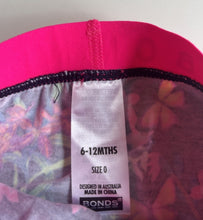 6-12MTHS
SIZE 0
DESIGNED IN AUSTRALIA
MADE IN CHINA
BONDS